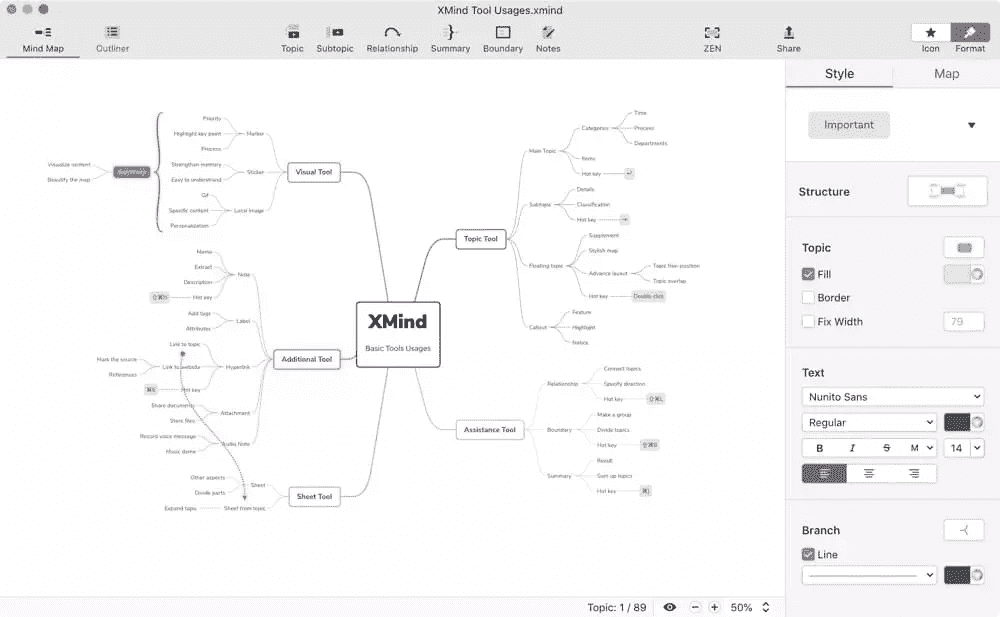 XMind Tool Usages.xmind
Mind Map
Outliner
Topic
Subtopic
Relationship
Summary
Boundary
Notes
ZEN
Share
Icon
Format
Style
Map
Important
Structure
Topic
Fill
Border
Fix Width
79
Text
Nunito Sans
Regular
B I S M
14
Branch
Line
XMind
Basic Tools Usages
Visual Tool
Marker
Priority
Highlight key point
Process
Sticker
Strengthen memory
Easy to understand
Local image
Gif
Specific content
Personalization
Visualize content
Beautify the map
Additional Tool
Note
Name
Extract
Description
Hot key
⇧⌘N
Label
Add tags
Attributes
Hyperlink
Link to topic
Link to website
Mark the source
References
Hot key
⌘K
Attachment
Share documents
Store files
Audio Note
Record voice message
Music demo
Sheet Tool
Sheet
Other aspects
Divide parts
Sheet from topic
Expand topic
Topic Tool
Main Topic
Categories
Time
Process
Departments
Items
Hot key
Subtopic
Details
Classification
Hot key
Floating topic
Supplement
Stylish map
Advance layout
Topic free-position
Topic overlap
Hot key
Double-click
Callout
Feature
Highlight
Notice
Assistance Tool
Relationship
Connect topics
Specify direction
Hot key
⇧⌘L
Boundary
Make a group
Divide topics
Hot key
⇧⌘B
Summary
Result
Sum up topics
Hot key
⌘]
Topic: 1 / 89
50%